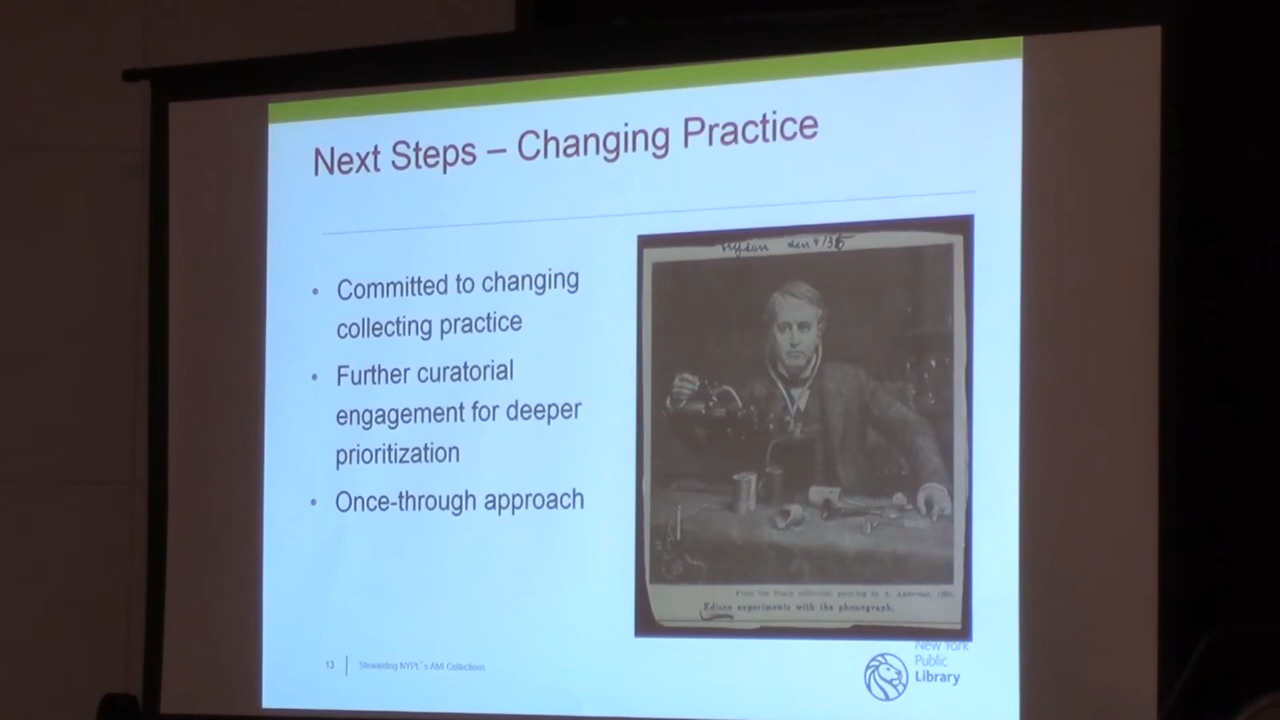 Next Steps – Changing Practice
• Committed to changing
collecting practice
• Further curatorial
engagement for deeper
prioritization
• Once-through approach
Edison experiments with the phonograph.
13
Stewarding NYPL's AMI Collections
New York
Public
Library